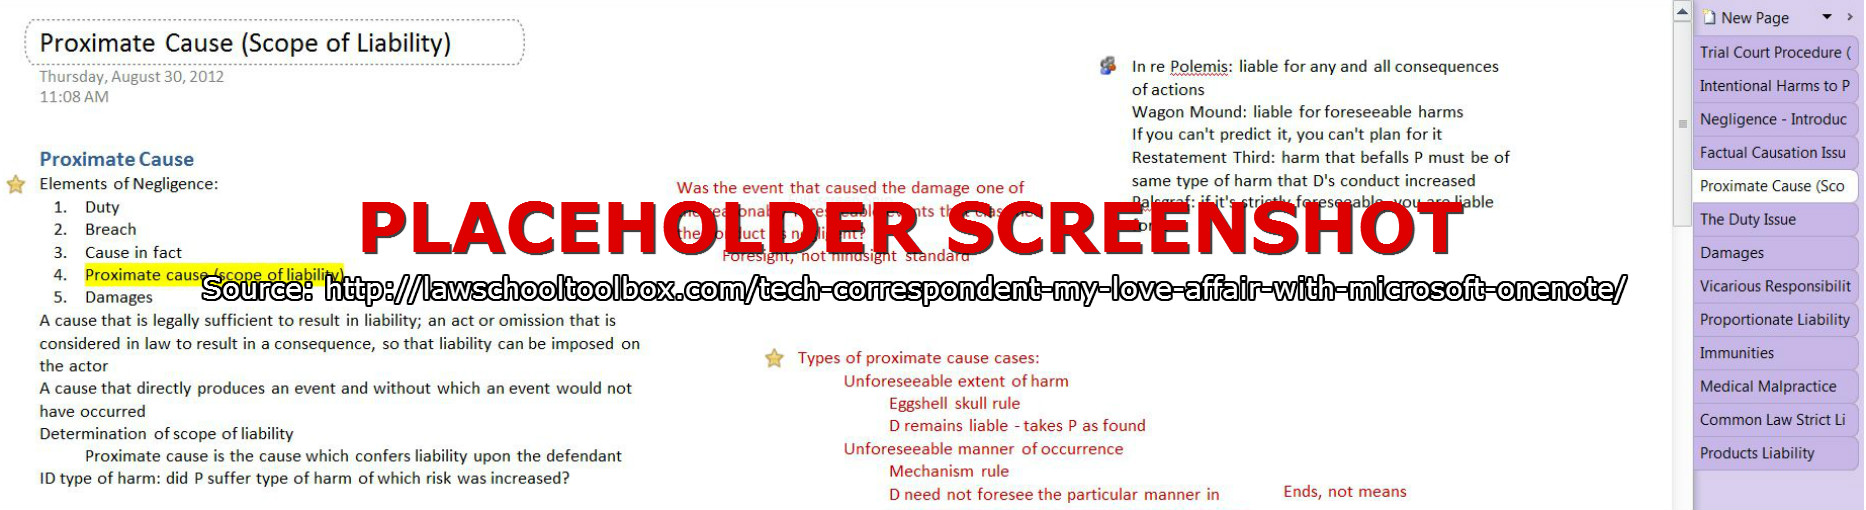 Proximate Cause (Scope of Liability)
Thursday, August 30, 2012
11:08 AM
Proximate Cause
Elements of Negligence:
1. Duty
2. Breach
3. Cause in fact
4. Proximate cause (scope of liability)
5. Damages
A cause that is legally sufficient to result in liability; an act or omission that is
considered in law to result in a consequence, so that liability can be imposed on
the actor
A cause that directly produces an event and without which an event would not
have occurred
Determination of scope of liability
Proximate cause is the cause which confers liability upon the defendant
ID type of harm: did P suffer type of harm of which risk was increased?
Was the event that caused the damage one of
the reasonably foreseeable events that
the conduct as negligent?
Foresight, not hindsight standard
Types of proximate cause cases:
Unforeseeable extent of harm
Eggshell skull rule
D remains liable - takes P as found
Unforeseeable manner of occurrence
Mechanism rule
D need not foresee the particular manner in
Ends, not means
In re Polemis: liable for any and all consequences
of actions
Wagon Mound: liable for foreseeable harms
If you can't predict it, you can't plan for it
Restatement Third: harm that befalls P must be of
same type of harm that D's conduct increased
Palsgraf: if it's strictly foreseeable, you are liable
PLACEHOLDER SCREENSHOT
Source: http://lawschooltoolbox.com/tech-correspondent-my-love-affair-with-microsoft-onenote/
New Page
Trial Court Procedure (
Intentional Harms to P
Negligence - Introduc
Factual Causation Issu
Proximate Cause (Sco
The Duty Issue
Damages
Vicarious Responsibilit
Proportionate Liability
Immunities
Medical Malpractice
Common Law Strict Li
Products Liability